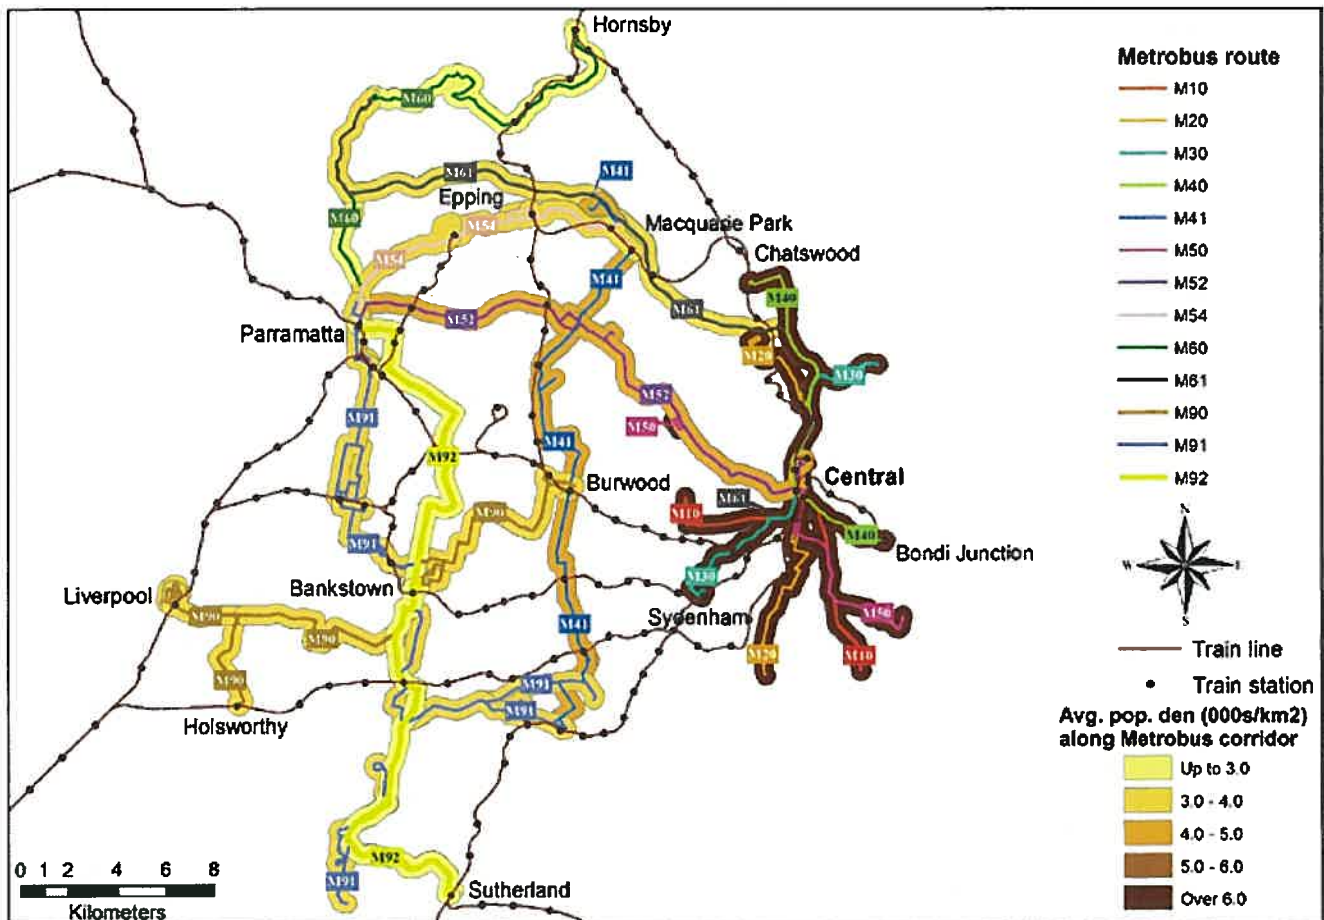 Hornsby
M60
M61
M41
Epping
M54
M60
Macquarie Park
M54
Chatswood
M41
M40
M61
M52
Parramatta
M20
M30
M52
M91
M50
M41
M92
Burwood
Central
M61
M10
M90
M40
M91
Bondi Junction
Bankstown
M30
Liverpool
M90
Sydenham
M50
M41
M90
M20
M10
M90
M91
M91
Holsworthy
M92
M91
Sutherland
0 1 2 4 6 8
Kilometers
Metrobus route
M10
M20
M30
M40
M41
M50
M52
M54
M60
M61
M90
M91
M92
N
W E
S
Train line
Train station
Avg. pop. den (000s/km2)
along Metrobus corridor
Up to 3.0
3.0 - 4.0
4.0 - 5.0
5.0 - 6.0
Over 6.0